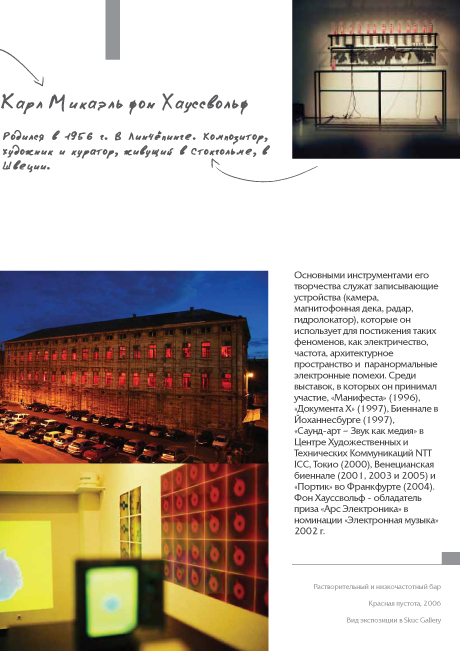 Карл Микаэль фон Хауссвольф
Родился в 1956 г. в Линчёпинге. Композитор,
художник и куратор, живущий в Стокгольме, в
Швеции.
Основными инструментами его
творчества служат записывающие
устройства (камера,
магнитофонная дека, радар,
гидролокатор), которые он
использует для постижения таких
феноменов, как электричество,
частота, архитектурное
пространство и паранормальные
электронные помехи. Среди
выставок, в которых он принимал
участие, «Манифеста» (1996),
«Документа X» (1997), Биеннале в
Йоханнесбурге (1997),
«Саунд-арт – Звук как медиа» в
Центре Художественных и
Технических Коммуникаций NTT
ICC, Токио (2000), Венецианская
биеннале (2001, 2003 и 2005) и
«Портик» во Франкфурте (2004).
Фон Хауссвольф - обладатель
приза «Арс Электроника» в
номинации «Электронная музыка»
2002 г.
Растворительный и низкочастотный бар
Красная пустота, 2006
Вид экспозиции в Skuc Gallery